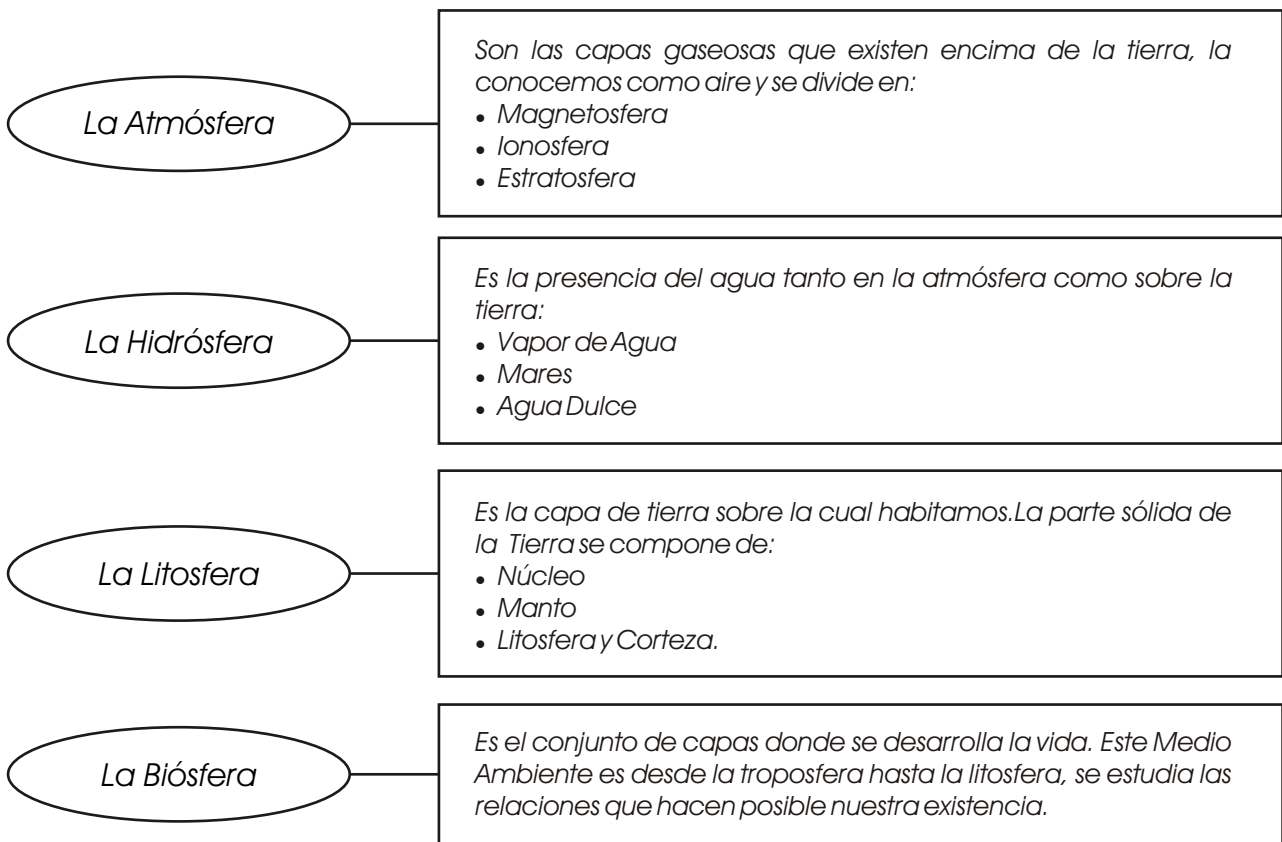 La Atmósfera
Son las capas gaseosas que existen encima de la tierra, la
conocemos como aire y se divide en:
• Magnetosfera
• Ionosfera
• Estratosfera
La Hidrósfera
Es la presencia del agua tanto en la atmósfera como sobre la
tierra:
• Vapor de Agua
• Mares
• Agua Dulce
La Litosfera
Es la capa de tierra sobre la cual habitamos.La parte sólida de
la Tierra se compone de:
• Núcleo
• Manto
• Litosfera y Corteza.
La Biósfera
Es el conjunto de capas donde se desarrolla la vida. Este Medio
Ambiente es desde la troposfera hasta la litosfera, se estudia las
relaciones que hacen posible nuestra existencia.